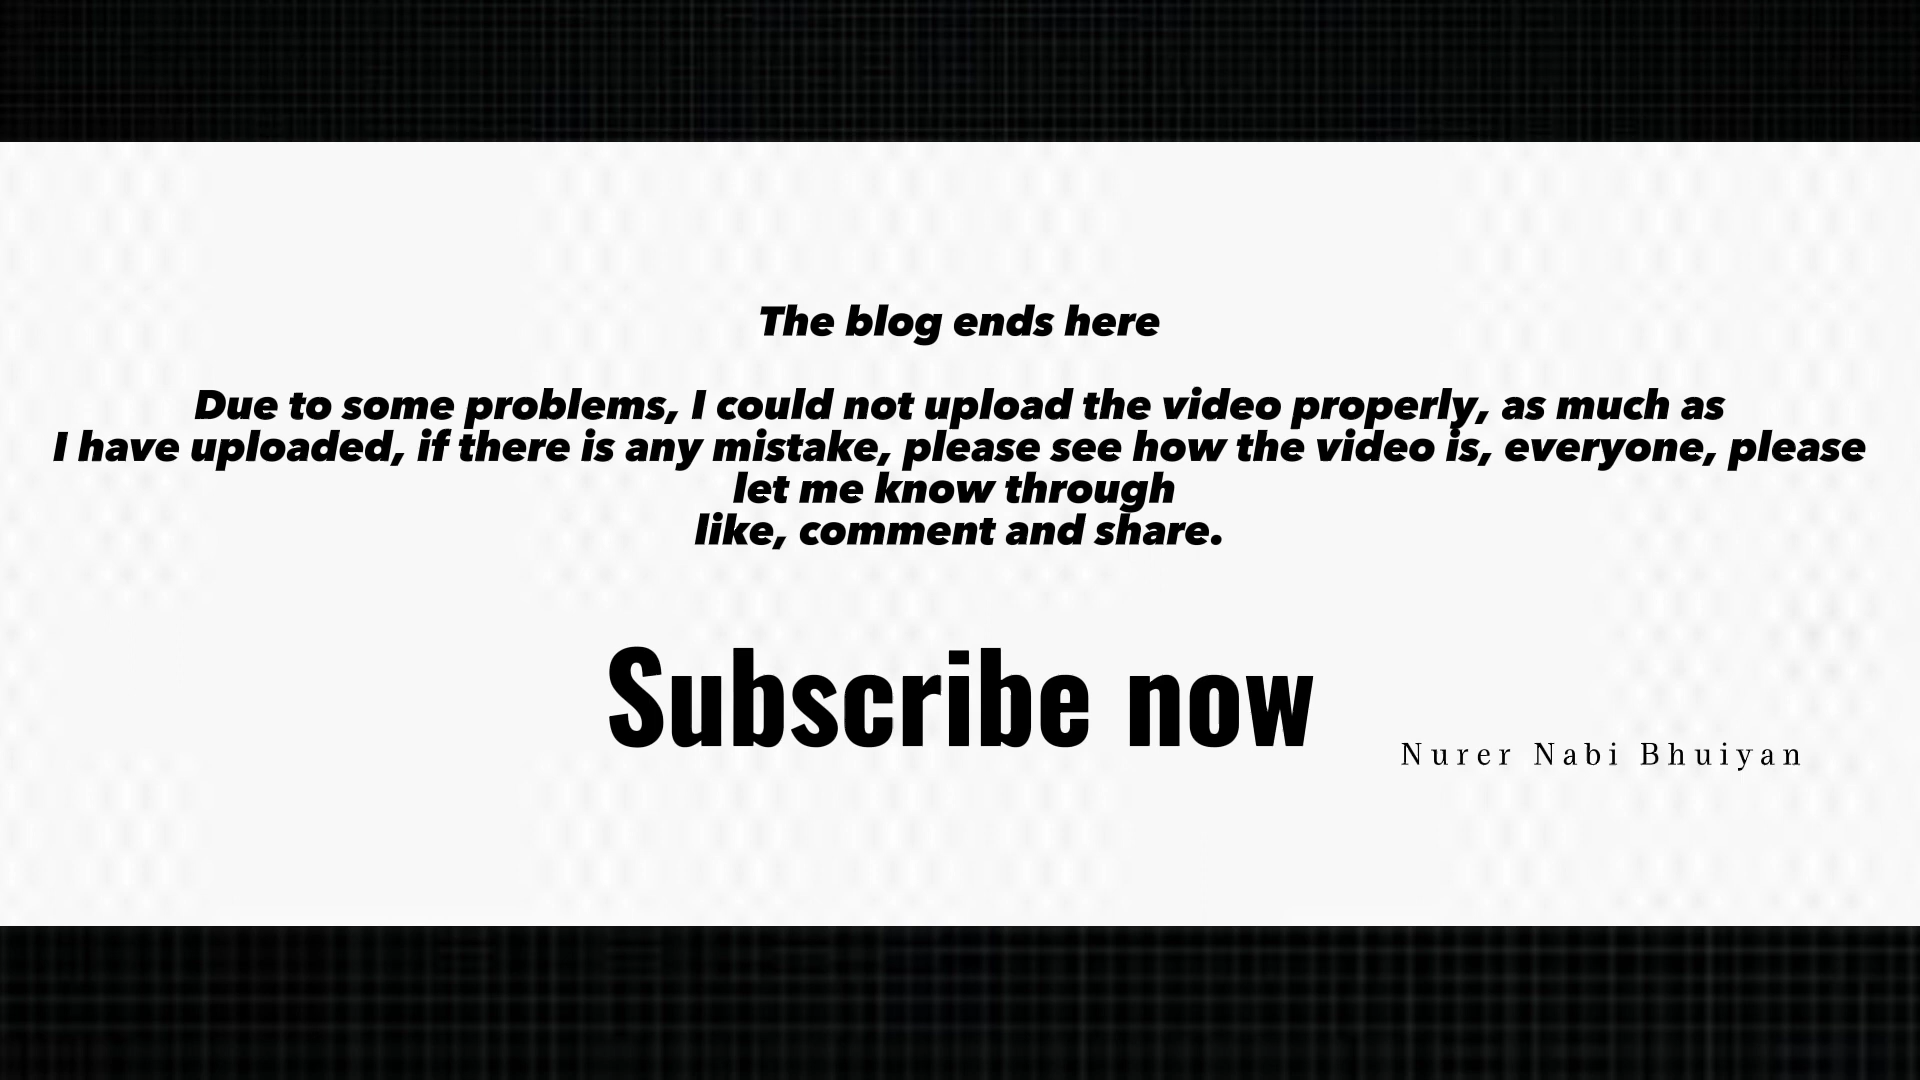 The blog ends here
Due to some problems, I could not upload the video properly, as much as
I have uploaded, if there is any mistake, please see how the video is, everyone, please
let me know through
like, comment and share.
Subscribe now
Nurer Nabi Bhuiyan